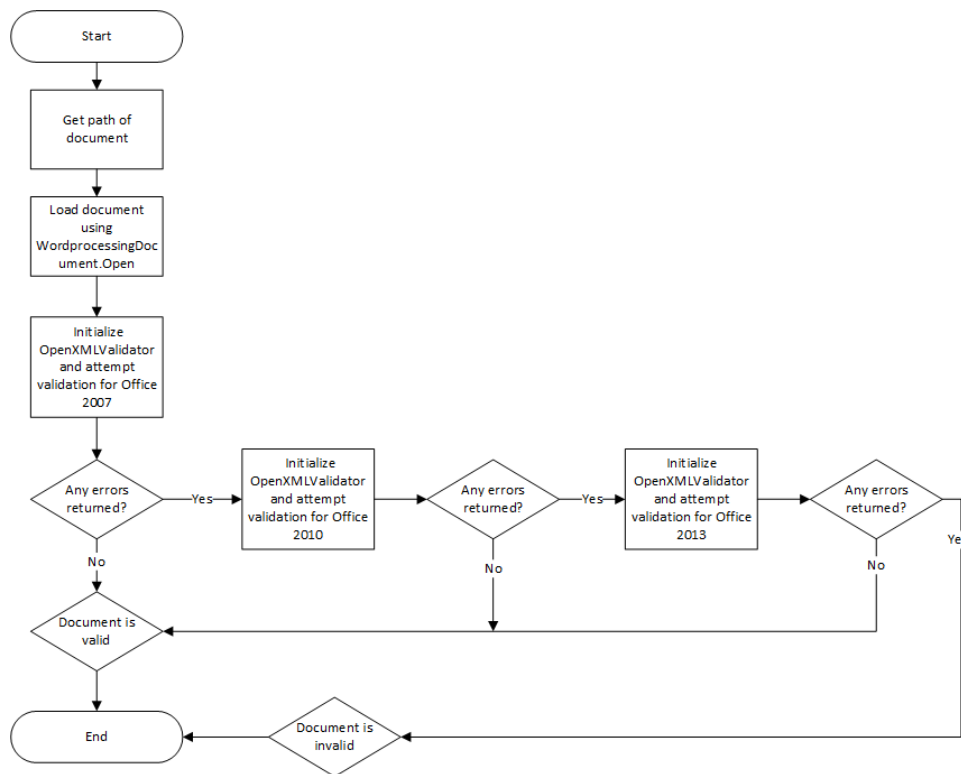 Start
Get path of
document
Load document
using
WordprocessingDoc
ument.Open
Initialize
OpenXMLValidator
and attempt
validation for Office
2007
Any errors
returned?
Yes
Initialize
OpenXMLValidator
and attempt
validation for Office
2010
Any errors
returned?
Yes
Initialize
OpenXMLValidator
and attempt
validation for Office
2013
Any errors
returned?
Ye
No
No
No
Document is
valid
End
Document is
invalid